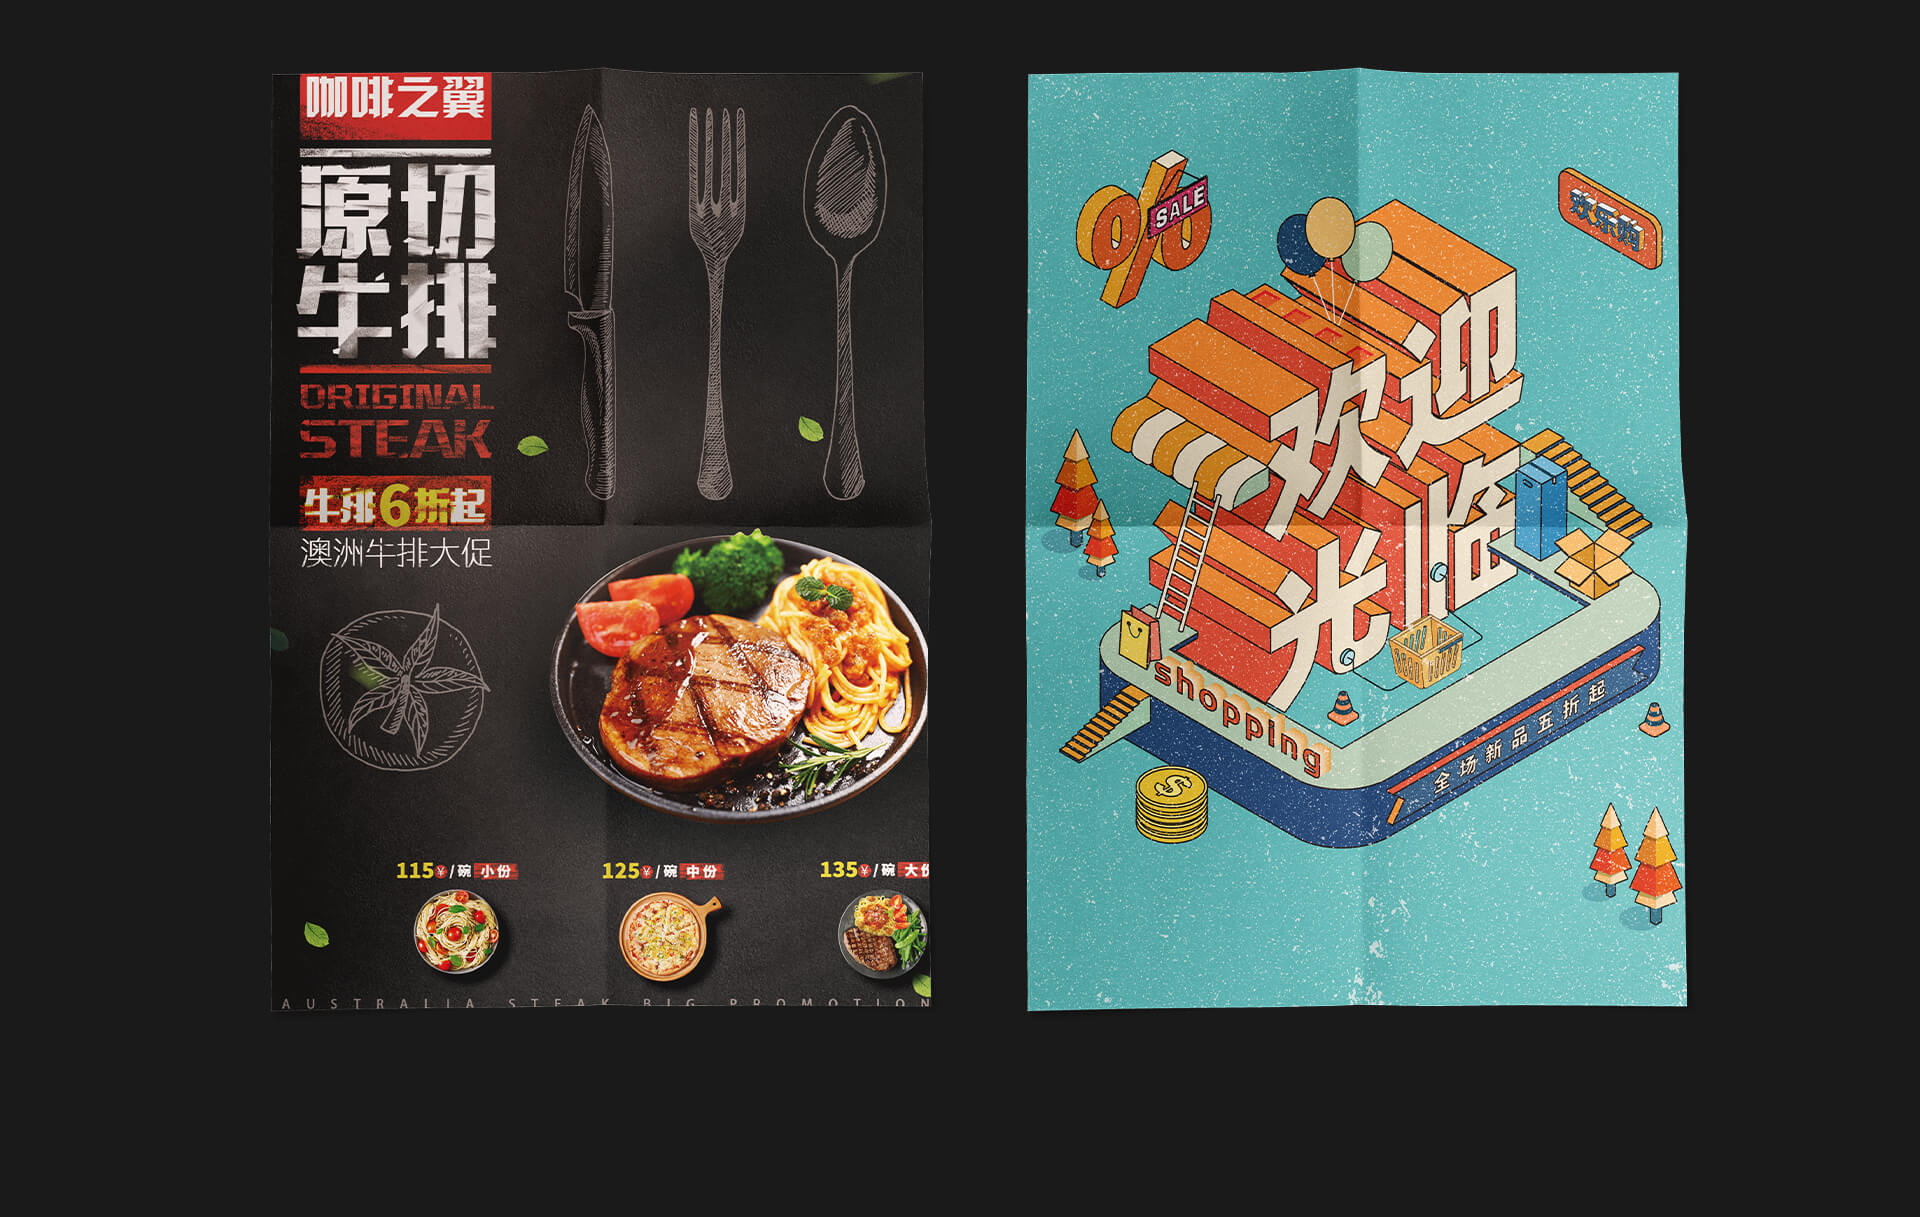 咖啡之翼
原切
牛排
ORIGINAL
STEAK
牛排6折起
澳洲牛排大促
115¥/碗 小份
125¥/碗 中份
135¥/碗 大份
AUSTRALIA STEAK BIG PROMOTION
%
SALE
欢乐购
欢迎
光临
shopping
全场新品五折起
$